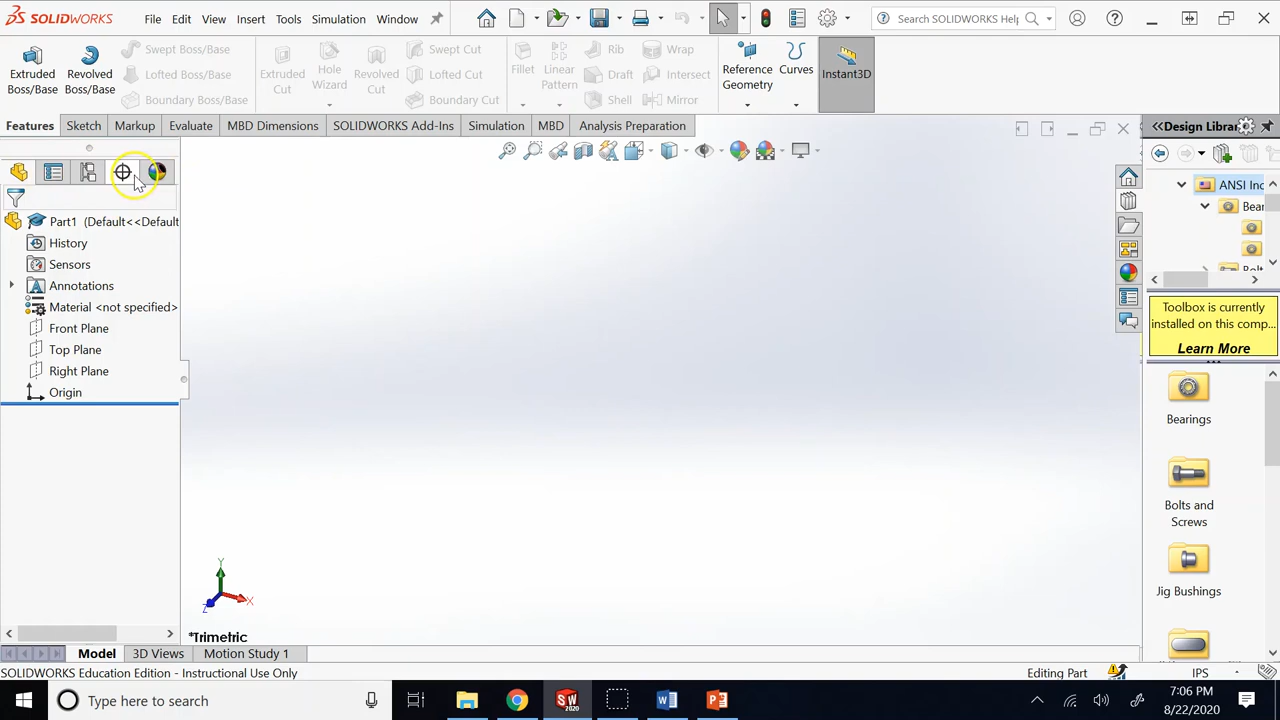 SOLIDWORKS File Edit View Insert Tools Simulation Window
Search SOLIDWORKS Help
Extruded Boss/Base
Revolved Boss/Base
Swept Boss/Base
Lofted Boss/Base
Boundary Boss/Base
Extruded Cut
Hole Wizard
Revolved Cut
Swept Cut
Lofted Cut
Boundary Cut
Fillet
Linear Pattern
Rib
Draft
Shell
Wrap
Intersect
Mirror
Reference Geometry
Curves
Instant3D
Features Sketch Markup Evaluate MBD Dimensions SOLIDWORKS Add-Ins Simulation MBD Analysis Preparation
<<Design Librar
Part1 (Default<<Default
History
Sensors
Annotations
Material <not specified>
Front Plane
Top Plane
Right Plane
Origin
ANSI Inc
Bear
Bolt
Toolbox is currently
installed on this comp...
Learn More
Bearings
Bolts and
Screws
Jig Bushings
Y
X
Z
*Trimetric
Model 3D Views Motion Study 1
SOLIDWORKS Education Edition - Instructional Use Only
Editing Part
IPS
Type here to search
SW
2020
7:06 PM
8/22/2020